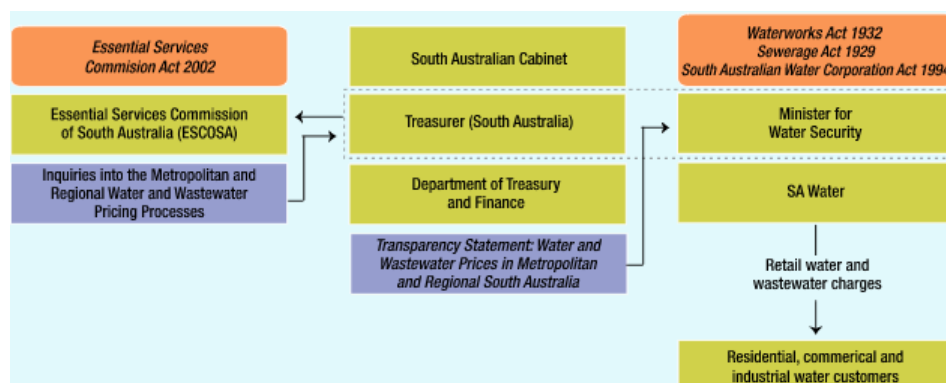 Essential Services
Commision Act 2002
Essential Services Commission
of South Australia (ESCOSA)
Inquiries into the Metropolitan and
Regional Water and Wastewater
Pricing Processes
South Australian Cabinet
Treasurer (South Australia)
Department of Treasury
and Finance
Transparency Statement: Water and
Wastewater Prices in Metropolitan
and Regional South Australia
Waterworks Act 1932
Sewerage Act 1929
South Australian Water Corporation Act 1994
Minister for
Water Security
SA Water
Retail water and
wastewater charges
Residential, commerical and
industrial water customers